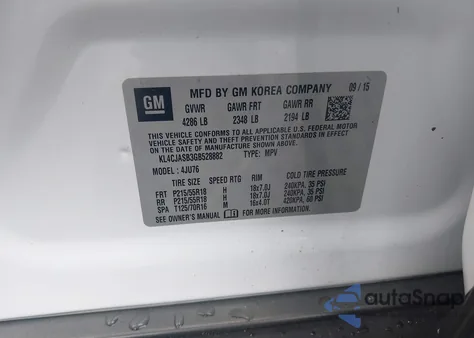 GM
MFD BY GM KOREA COMPANY 09/15
GVWR GAWR FRT GAWR RR
4286 LB 2348 LB 2194 LB
THIS VEHICLE CONFORMS TO ALL APPLICABLE U.S. FEDERAL MOTOR
VEHICLE SAFETY, BUMPER, AND THEFT PREVENTION STANDARDS
IN EFFECT ON THE DATE OF MANUFACTURE SHOWN ABOVE.
KL4CJASB3GB528882 TYPE: MPV
MODEL: 4JU76
TIRE SIZE SPEED RTG RIM COLD TIRE PRESSURE
FRT P215/55R18 H 18x7.0J 240KPA, 35 PSI
RR P215/55R18 H 18x7.0J 240KPA, 35 PSI
SPA T125/70R16 M 16x4.0T 420KPA, 60 PSI
SEE OWNER'S MANUAL FOR MORE INFORMATION
autoSnap